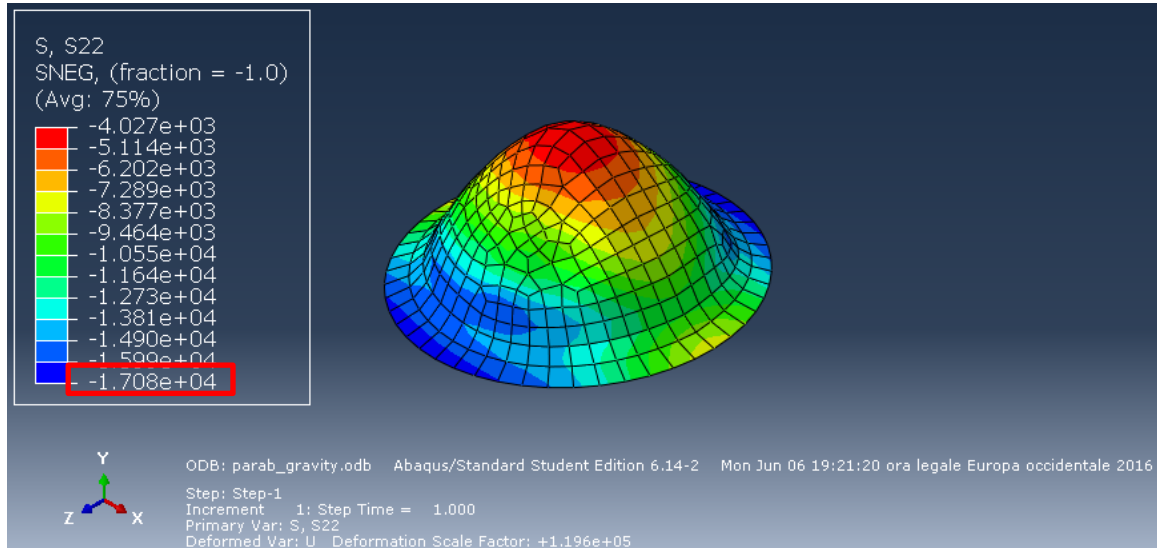 S, S22
SNEG, (fraction = -1.0)
(Avg: 75%)
-4.027e+03
-5.114e+03
-6.202e+03
-7.289e+03
-8.377e+03
-9.464e+03
-1.055e+04
-1.164e+04
-1.273e+04
-1.381e+04
-1.490e+04
-1.599e+04
-1.708e+04
Y
Z X
ODB: parab_gravity.odb Abaqus/Standard Student Edition 6.14-2 Mon Jun 06 19:21:20 ora legale Europa occidentale 2016
Step: Step-1
Increment 1: Step Time = 1.000
Primary Var: S, S22
Deformed Var: U Deformation Scale Factor: +1.196e+05